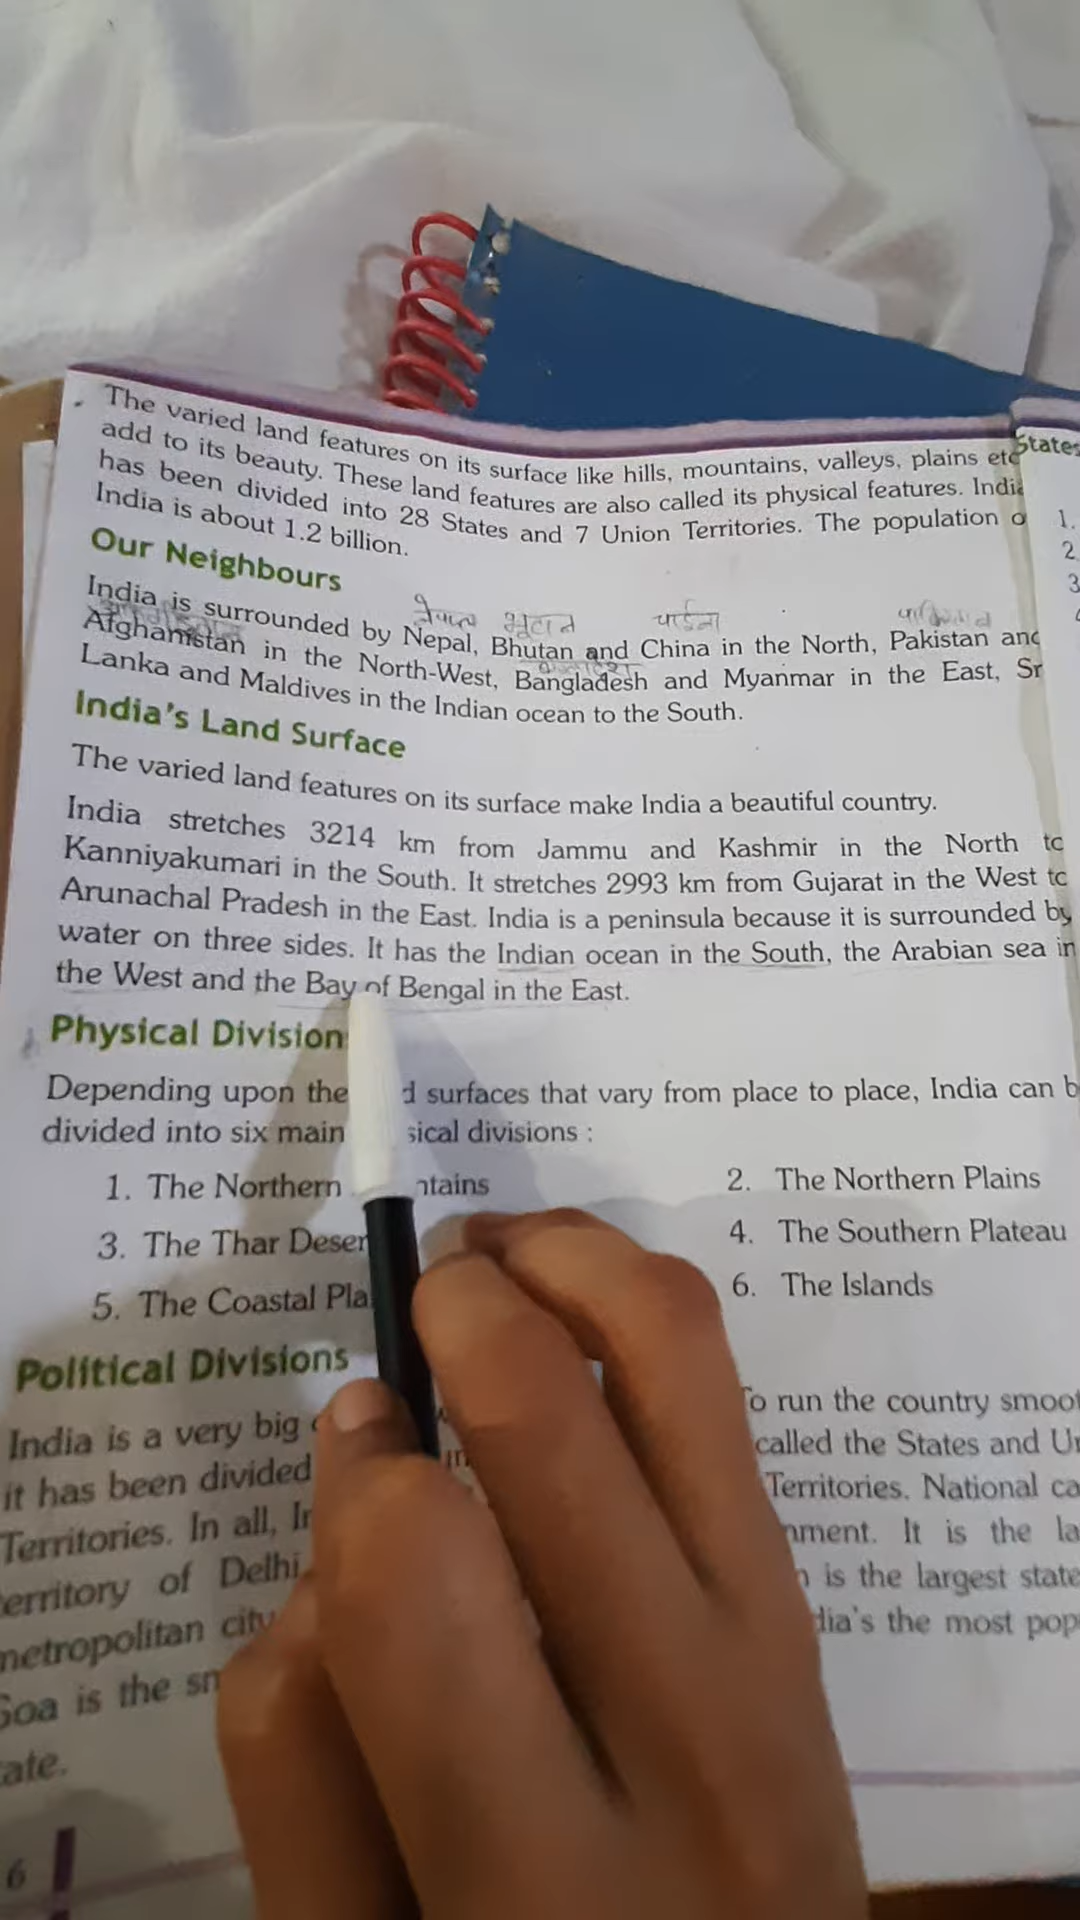 The varied land features on its surface like hills, mountains, valleys, plains etc
add to its beauty. These land features are also called its physical features. India
has been divided into 28 States and 7 Union Territories. The population o
India is about 1.2 billion.
Our Neighbours
नेपाल भूटान चाईना
India is surrounded by Nepal, Bhutan and China in the North, Pakistan and
Afghanistan in the North-West, Bangladesh and Myanmar in the East, Sr
Lanka and Maldives in the Indian ocean to the South.
India's Land Surface
The varied land features on its surface make India a beautiful country.
India stretches 3214 km from Jammu and Kashmir in the North to
Kanniyakumari in the South. It stretches 2993 km from Gujarat in the West to
Arunachal Pradesh in the East. India is a peninsula because it is surrounded by
water on three sides. It has the Indian ocean in the South, the Arabian sea in
the West and the Bay of Bengal in the East.
Physical Division
Depending upon the d surfaces that vary from place to place, India can b
divided into six main sical divisions :
1. The Northern ntains
2. The Northern Plains
3. The Thar Deser
4. The Southern Plateau
5. The Coastal Pla
6. The Islands
Political Divisions
India is a very big To run the country smoot
it has been divided in called the States and Un
Territories. In all, In Territories. National ca
erritory of Delhi nment. It is the la
metropolitan city n is the largest state
Goa is the sm dia's the most pop
ate.
6
States
1.
2
3